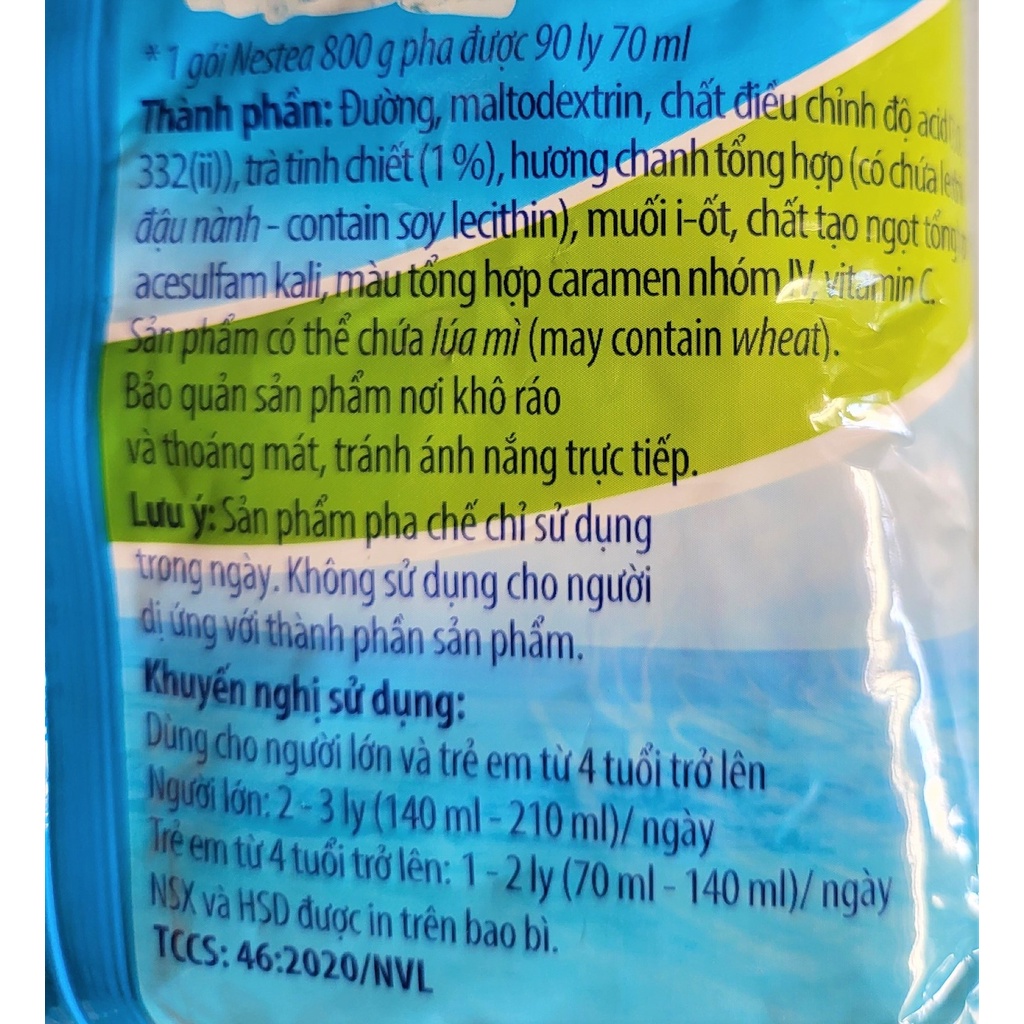 * 1 gói Nestea 800 g pha được 90 ly 70 ml
Thành phần: Đường, maltodextrin, chất điều chỉnh độ acid
332(ii)), trà tinh chiết (1%), hương chanh tổng hợp (có chứa
đậu nành - contain soy lecithin), muối i-ốt, chất tạo ngọt tổng
acesulfam kali, màu tổng hợp caramen nhóm IV, vitamin C.
Sản phẩm có thể chứa lúa mì (may contain wheat).
Bảo quản sản phẩm nơi khô ráo
và thoáng mát, tránh ánh nắng trực tiếp.
Lưu ý: Sản phẩm pha chế chỉ sử dụng
trong ngày. Không sử dụng cho người
dị ứng với thành phần sản phẩm.
Khuyến nghị sử dụng:
Dùng cho người lớn và trẻ em từ 4 tuổi trở lên
Người lớn: 2 - 3 ly (140 ml - 210 ml)/ ngày
Trẻ em từ 4 tuổi trở lên: 1 - 2 ly (70 ml - 140 ml)/ ngày
NSX và HSD được in trên bao bì.
TCCS: 46:2020/NVL